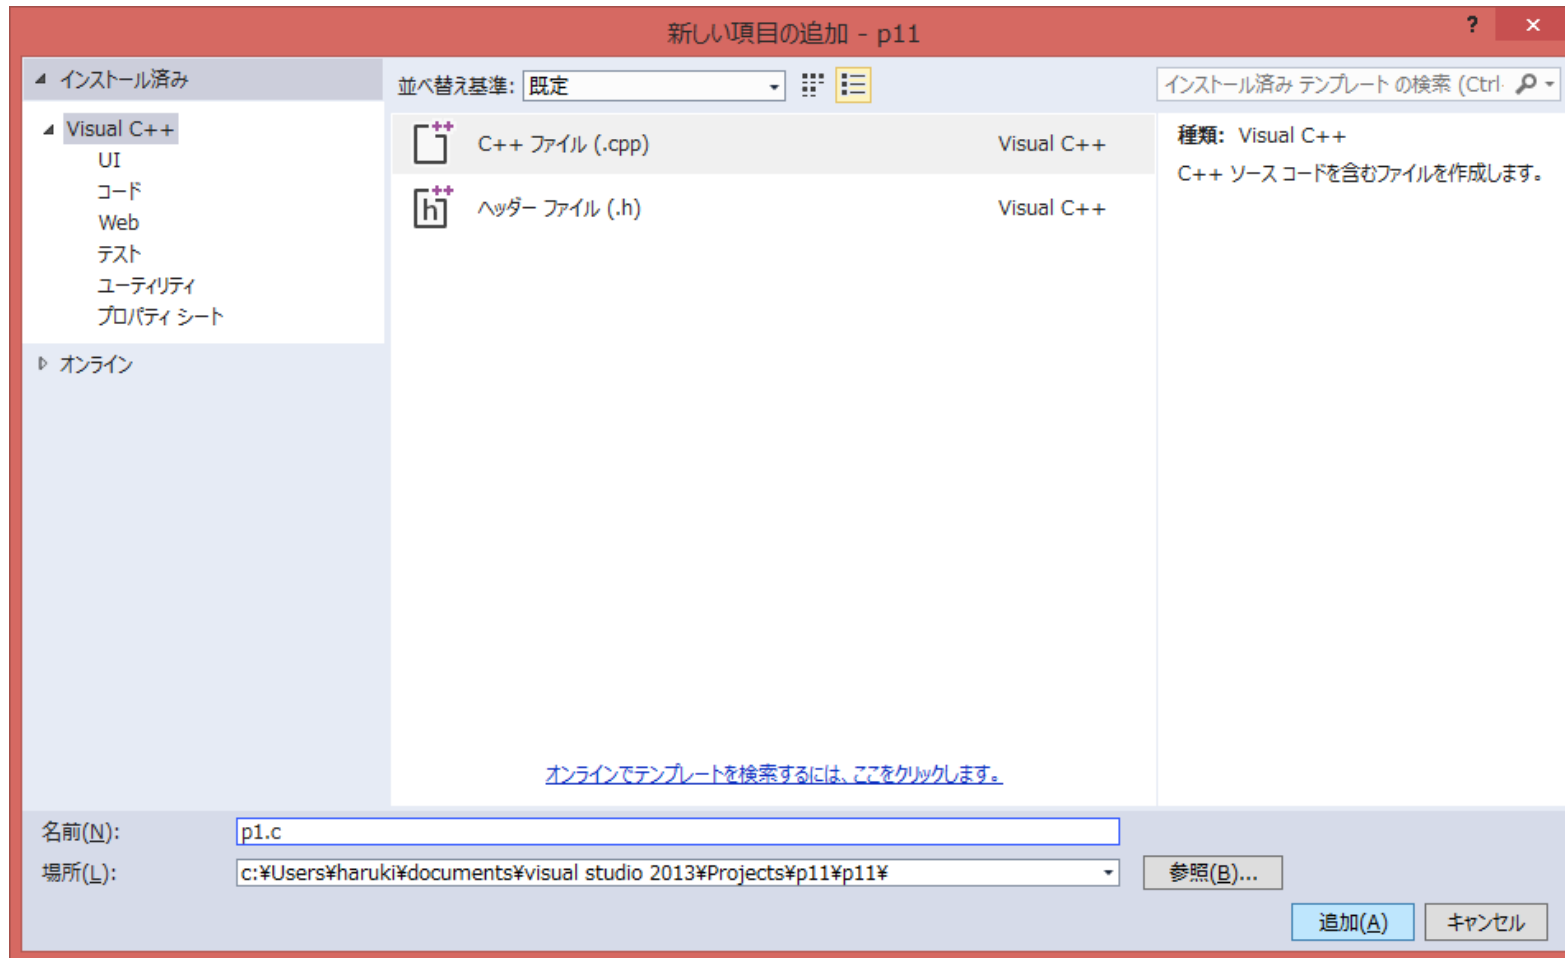 新しい項目の追加 - p11
? ×
インストール済み
並べ替え基準: 既定
インストール済み テンプレート の検索 (Ctrl-
Visual C++
UI
コード
Web
テスト
ユーティリティ
プロパティ シート
オンライン
C++ ファイル (.cpp) Visual C++
ヘッダー ファイル (.h) Visual C++
種類: Visual C++
C++ ソース コードを含むファイルを作成します。
オンラインでテンプレートを検索するには、ここをクリックします。
名前(N): p1.c
場所(L): c:¥Users¥haruki¥documents¥visual studio 2013¥Projects¥p11¥p11¥ 参照(B)...
追加(A) キャンセル